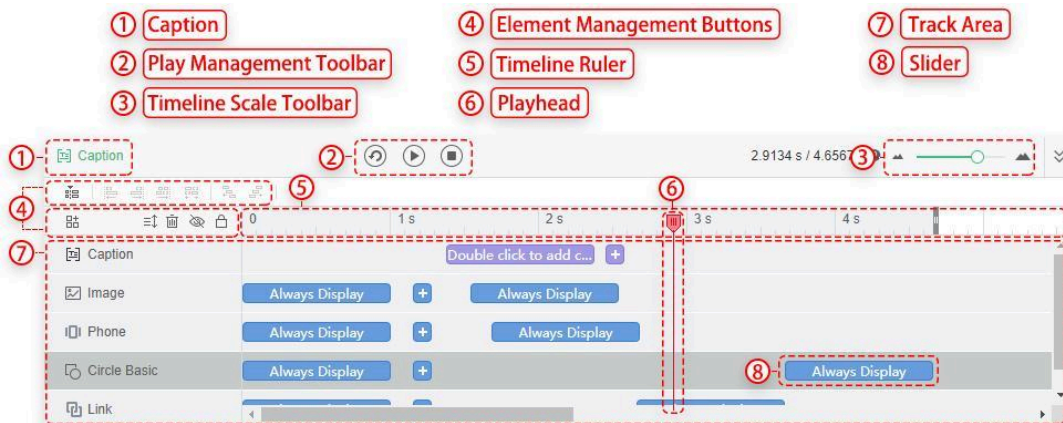 ① Caption
④ Element Management Buttons
⑦ Track Area
② Play Management Toolbar
⑤ Timeline Ruler
⑧ Slider
③ Timeline Scale Toolbar
⑥ Playhead
① Caption
②
2.9134 s / 4.6567
③
④
⑤
⑥
0 1 s 2 s 3 s 4 s
⑦
Caption Double click to add c... +
Image Always Display + Always Display
Phone Always Display + Always Display
Circle Basic Always Display + ⑧ Always Display
Link